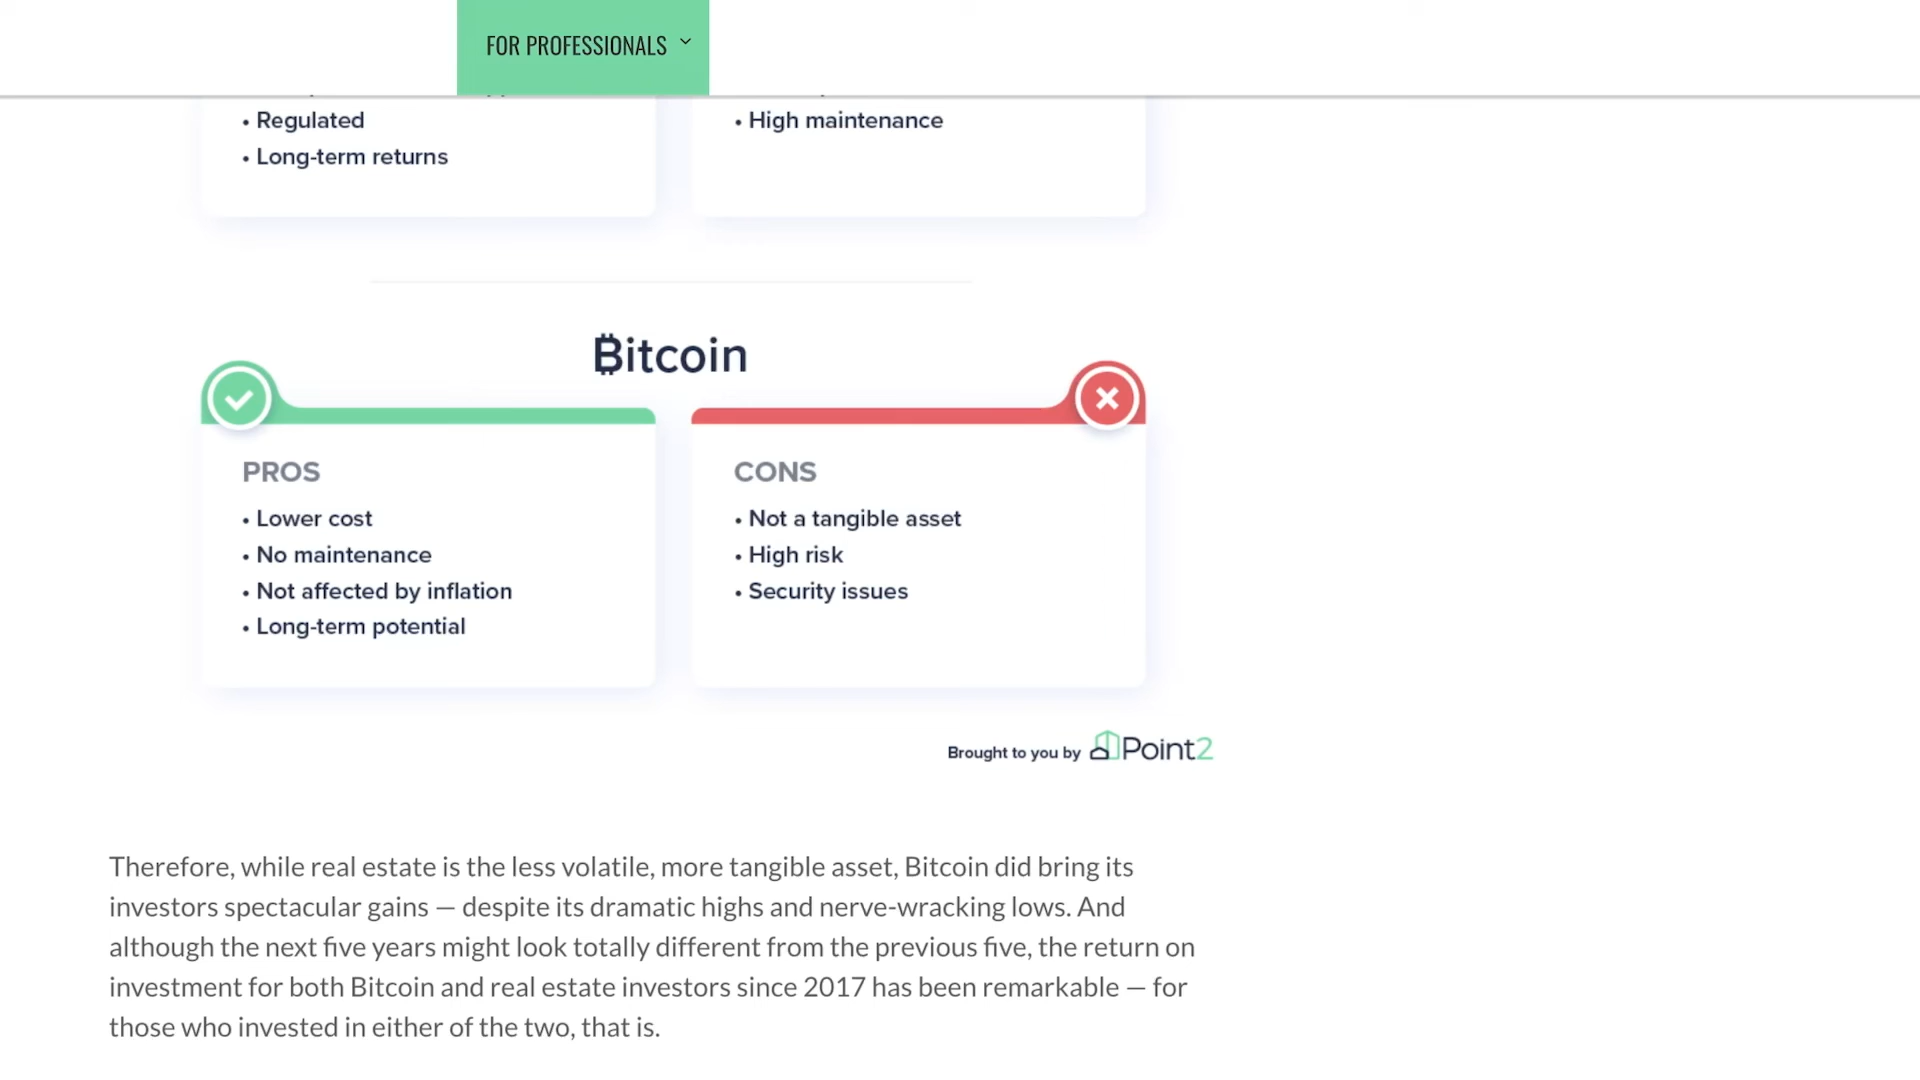 FOR PROFESSIONALS
• Regulated
• Long-term returns
• High maintenance
₿itcoin
PROS
• Lower cost
• No maintenance
• Not affected by inflation
• Long-term potential
CONS
• Not a tangible asset
• High risk
• Security issues
Brought to you by Point2
Therefore, while real estate is the less volatile, more tangible asset, Bitcoin did bring its
investors spectacular gains — despite its dramatic highs and nerve-wracking lows. And
although the next five years might look totally different from the previous five, the return on
investment for both Bitcoin and real estate investors since 2017 has been remarkable — for
those who invested in either of the two, that is.